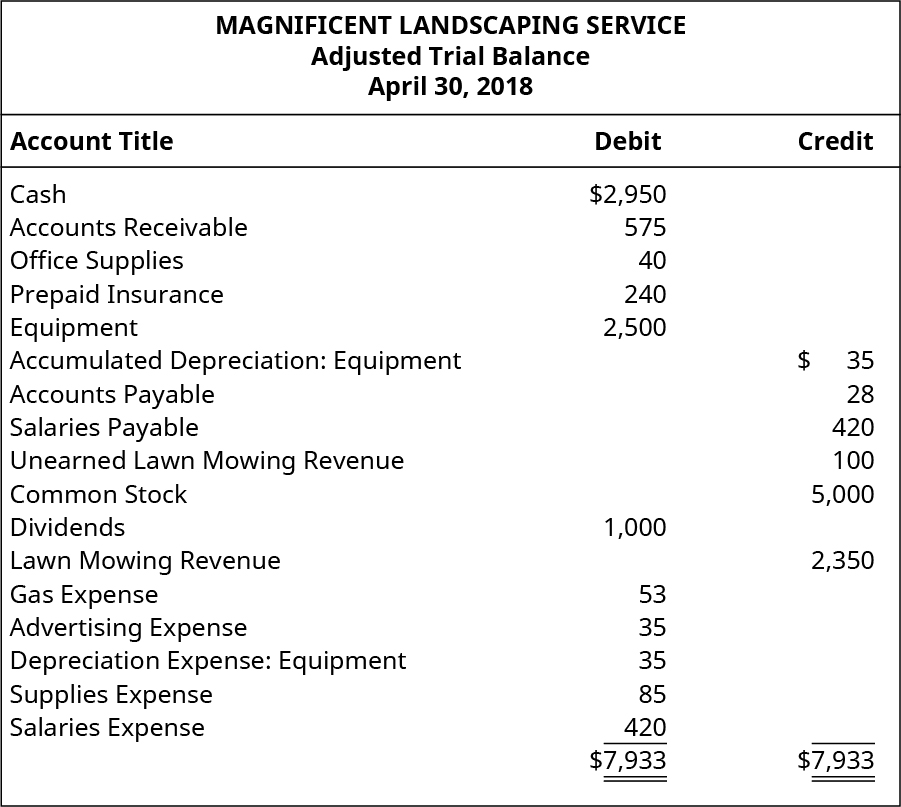 MAGNIFICENT LANDSCAPING SERVICE
Adjusted Trial Balance
April 30, 2018
Account Title Debit Credit
Cash $2,950
Accounts Receivable 575
Office Supplies 40
Prepaid Insurance 240
Equipment 2,500
Accumulated Depreciation: Equipment $ 35
Accounts Payable 28
Salaries Payable 420
Unearned Lawn Mowing Revenue 100
Common Stock 5,000
Dividends 1,000
Lawn Mowing Revenue 2,350
Gas Expense 53
Advertising Expense 35
Depreciation Expense: Equipment 35
Supplies Expense 85
Salaries Expense 420
$7,933 $7,933